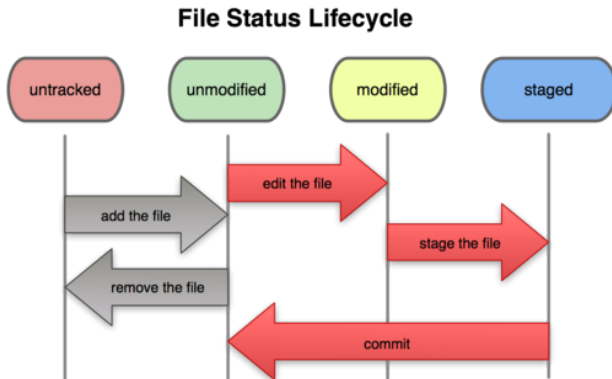 File Status Lifecycle
untracked
unmodified
modified
staged
edit the file
add the file
stage the file
remove the file
commit